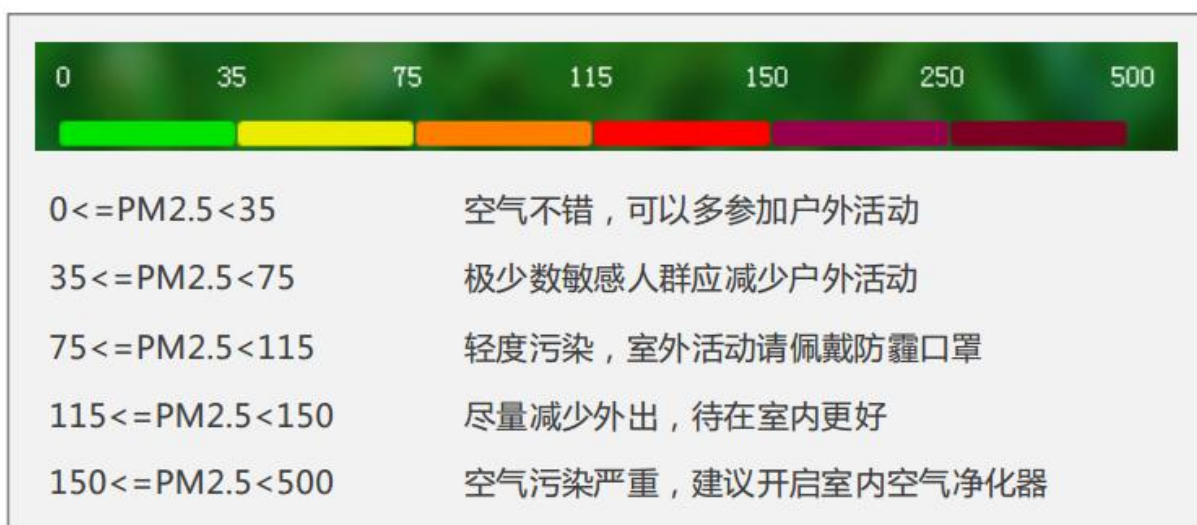 0 35 75 115 150 250 500
0<=PM2.5<35 空气不错，可以多参加户外活动
35<=PM2.5<75 极少数敏感人群应减少户外活动
75<=PM2.5<115 轻度污染，室外活动请佩戴防霾口罩
115<=PM2.5<150 尽量减少外出，待在室内更好
150<=PM2.5<500 空气污染严重，建议开启室内空气净化器